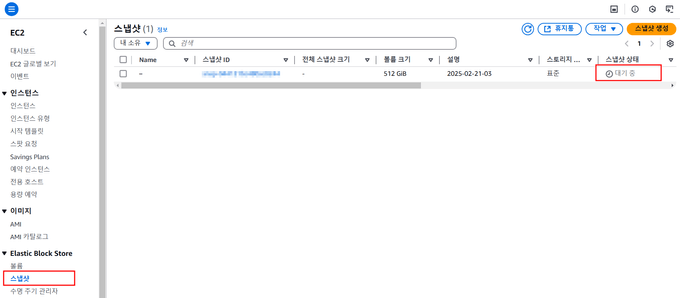 EC2
대시보드
EC2 글로벌 보기
이벤트
인스턴스
인스턴스
인스턴스 유형
시작 템플릿
스팟 요청
Savings Plans
예약 인스턴스
전용 호스트
용량 예약
이미지
AMI
AMI 카탈로그
Elastic Block Store
볼륨
스냅샷
수명 주기 관리자
스냅샷 (1) 정보
휴지통 작업 스냅샷 생성
내 소유 검색
1
Name 스냅샷 ID 전체 스냅샷 크기 볼륨 크기 설명 스토리지 ... 스냅샷 상태
– - 512 GiB 2025-02-21-03 표준 대기 중